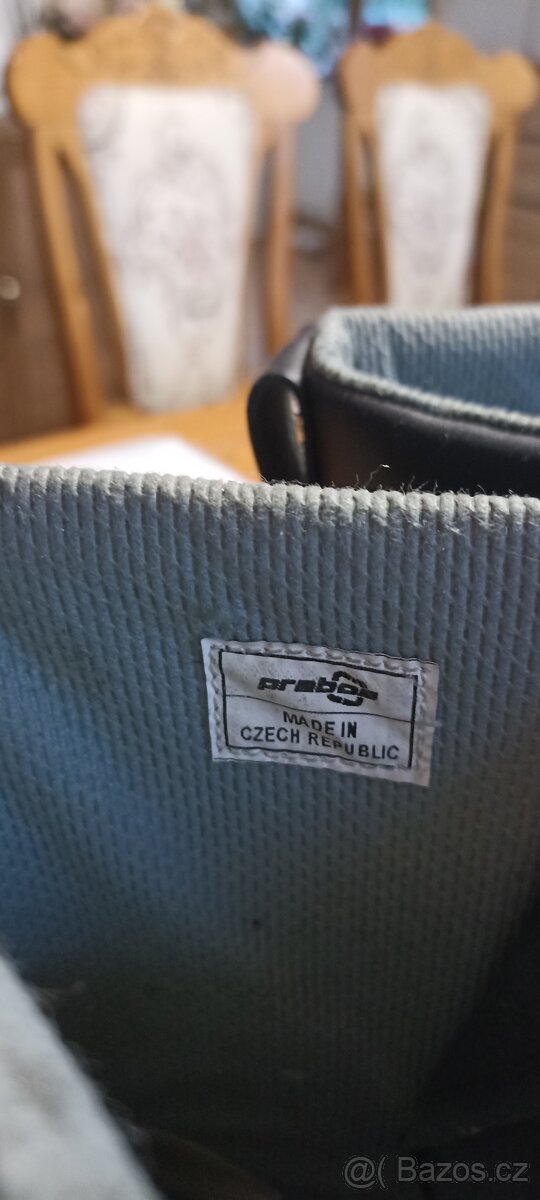 prabos
MADE IN
CZECH REPUBLIC
@( Bazos.cz